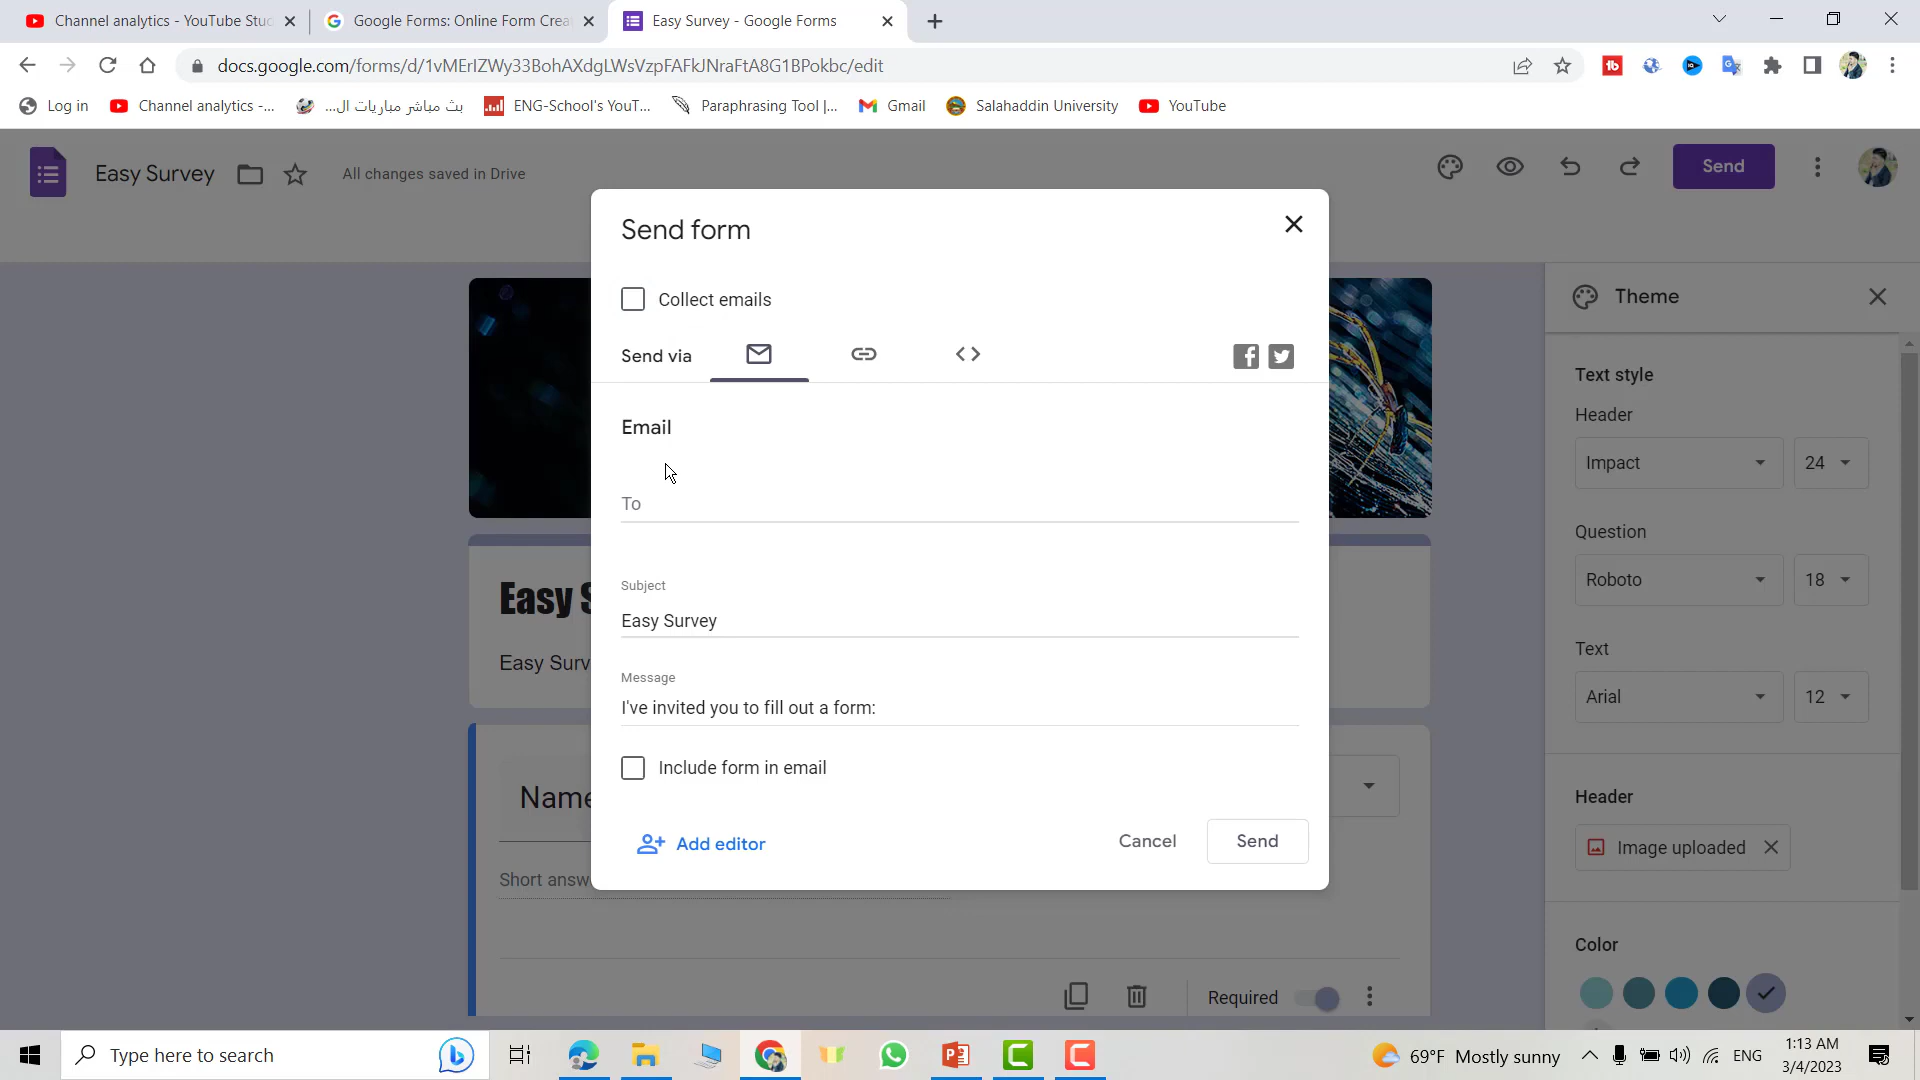 Channel analytics - YouTube Stud
Google Forms: Online Form Crea
Easy Survey - Google Forms
docs.google.com/forms/d/1vMErIZWy33BohAXdgLWsVzpFAFkJNraFtA8G1BPokbc/edit
Log in
Channel analytics -...
بث مباشر مباريات ال...
ENG-School's YouT...
Paraphrasing Tool |...
Gmail
Salahaddin University
YouTube
Easy Survey
All changes saved in Drive
Send
Send form
Collect emails
Send via
Email
To
Subject
Easy Survey
Message
I've invited you to fill out a form:
Include form in email
Add editor
Cancel
Send
Easy S
Easy Surv
Name
Short answ
Required
Theme
Text style
Header
Impact
24
Question
Roboto
18
Text
Arial
12
Header
Image uploaded
Color
Type here to search
69°F Mostly sunny
ENG
1:13 AM
3/4/2023